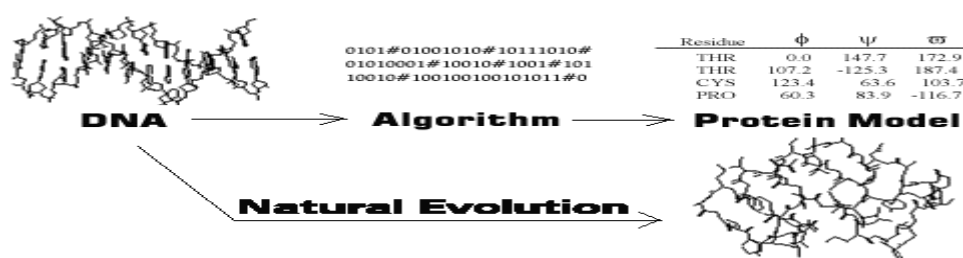 0101#01001010#10111010#
01010001#10010#1001#101
10010#100100100101011#0
Residue ϕ ψ ϖ
THR 0.0 147.7 172.9
THR 107.2 -125.3 187.4
CYS 123.4 63.6 103.7
PRO 60.3 83.9 -116.7
DNA Algorithm Protein Model
Natural Evolution